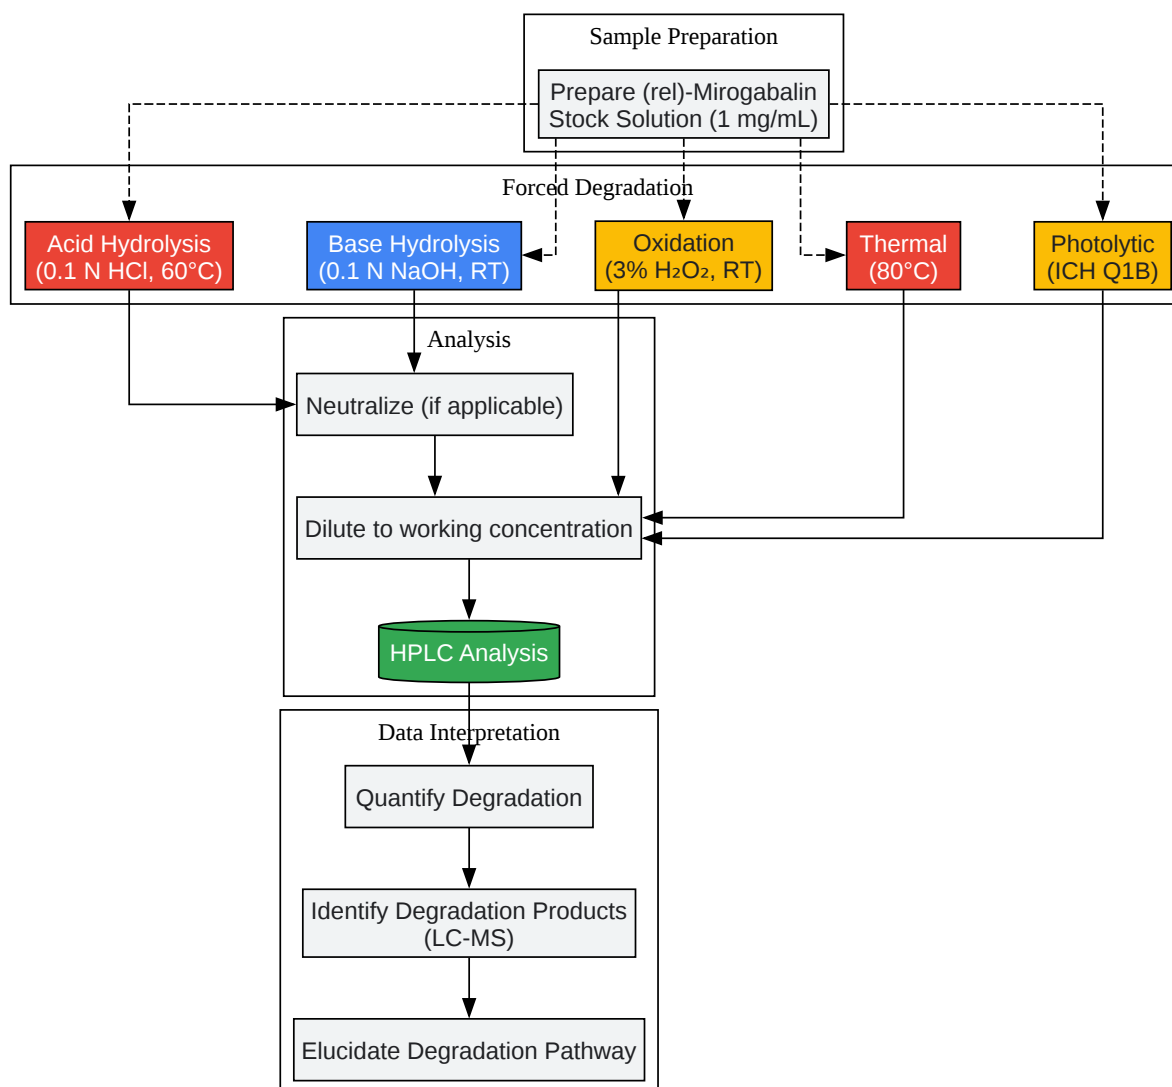 Sample Preparation
Prepare (rel)-Mirogabalin
Stock Solution (1 mg/mL)
Forced Degradation
Acid Hydrolysis
(0.1 N HCl, 60°C)
Base Hydrolysis
(0.1 N NaOH, RT)
Oxidation
(3% H₂O₂, RT)
Thermal
(80°C)
Photolytic
(ICH Q1B)
Analysis
Neutralize (if applicable)
Dilute to working concentration
HPLC Analysis
Data Interpretation
Quantify Degradation
Identify Degradation Products
(LC-MS)
Elucidate Degradation Pathway